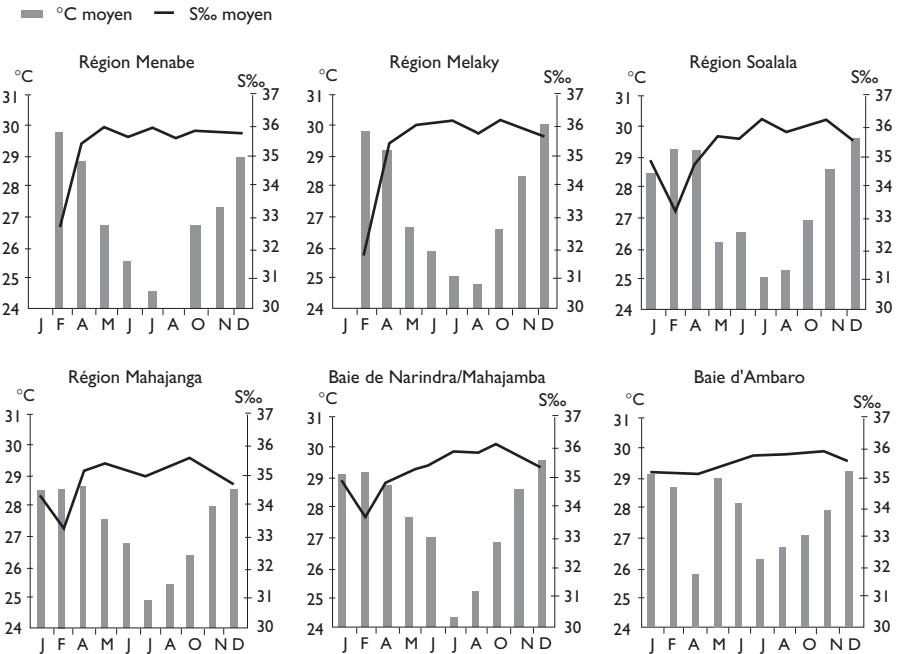 °C moyen S‰ moyen
Région Menabe
°C S‰
31 37
30 36
29 35
28 34
27 33
26 32
25 31
24 30
J F A M J J A O N D
Région Melaky
°C S‰
31 37
30 36
29 35
28 34
27 33
26 32
25 31
24 30
J F A M J J A O N D
Région Soalala
°C S‰
31 37
30 36
29 35
28 34
27 33
26 32
25 31
24 30
J F A M J J A O N D
Région Mahajanga
°C S‰
31 37
30 36
29 35
28 34
27 33
26 32
25 31
24 30
J F A M J J A O N D
Baie de Narindra/Mahajamba
°C S‰
31 37
30 36
29 35
28 34
27 33
26 32
25 31
24 30
J F A M J J A O N D
Baie d'Ambaro
°C S‰
31 37
30 36
29 35
28 34
27 33
26 32
25 31
24 30
J F A M J J A O N D